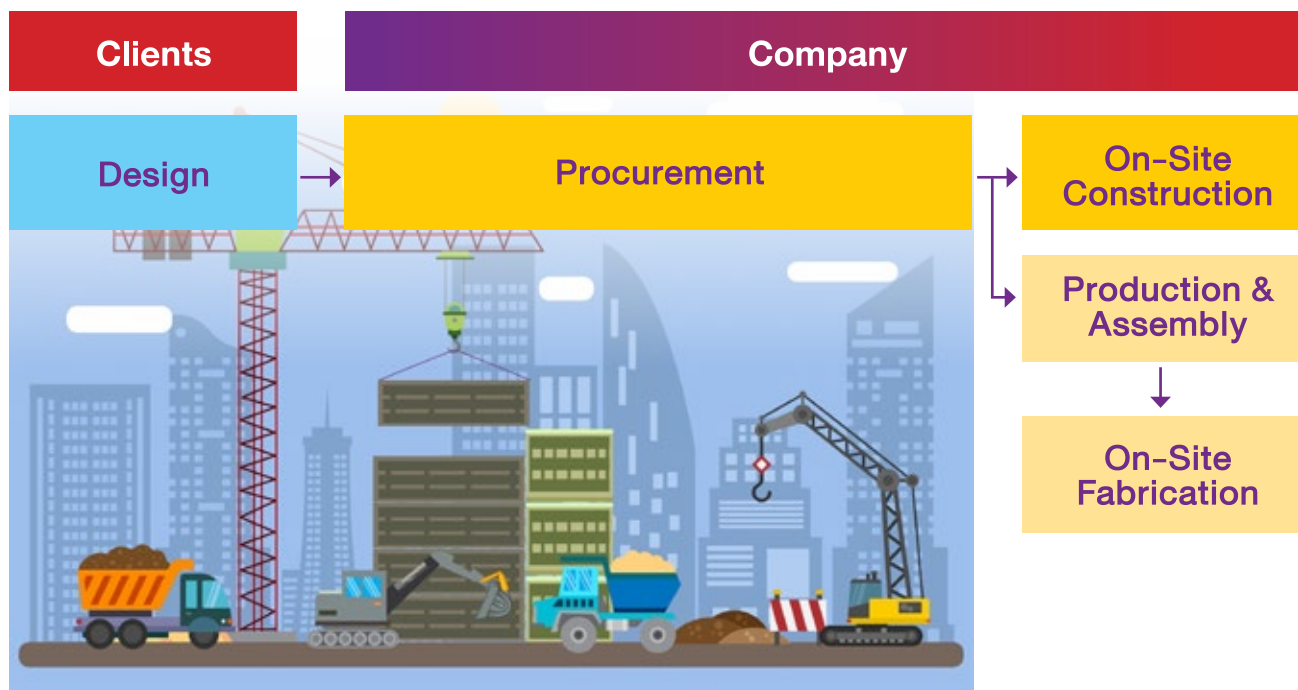 Clients
Company
Design
Procurement
On-Site
Construction
Production &
Assembly
On-Site
Fabrication